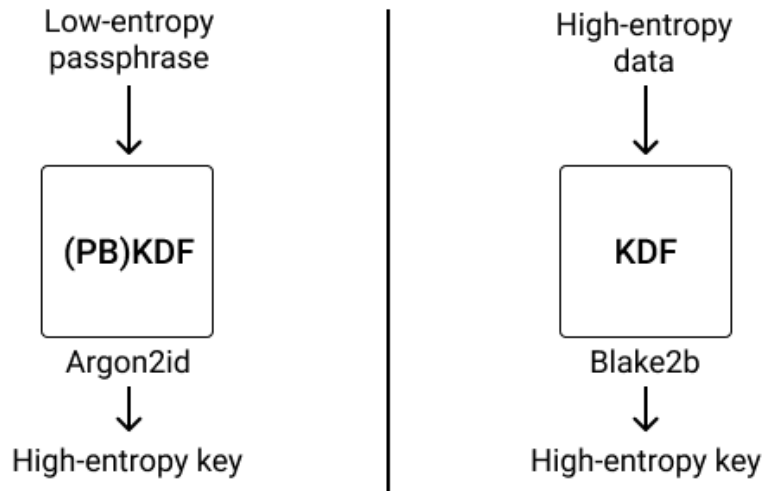 Low-entropy
passphrase
(PB)KDF
Argon2id
High-entropy key
High-entropy
data
KDF
Blake2b
High-entropy key